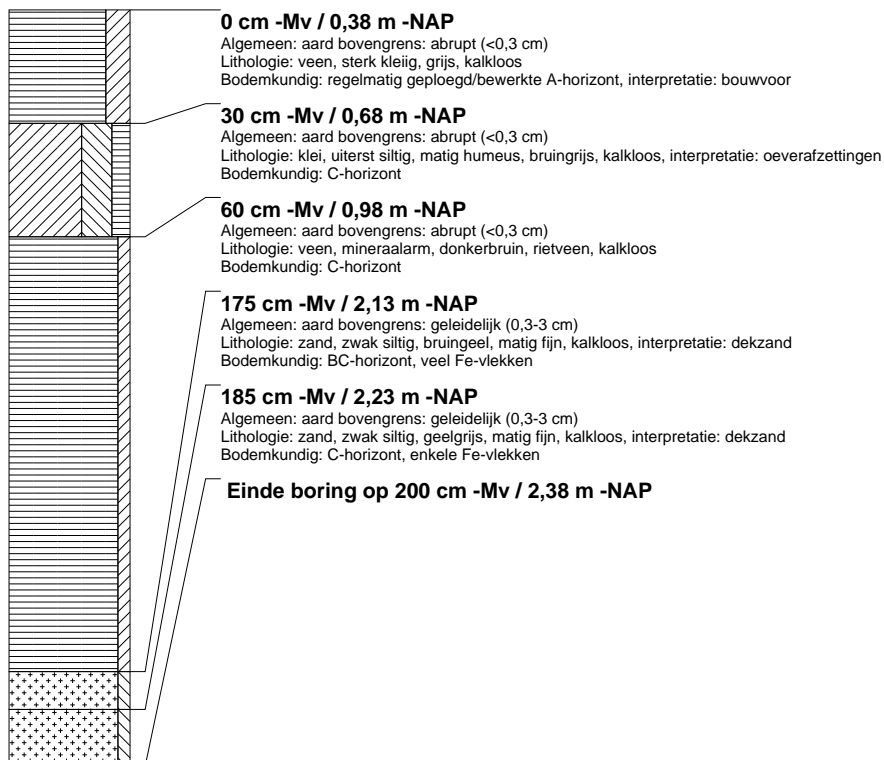 0 cm -Mv / 0,38 m -NAP
Algemeen: aard bovengrens: abrupt (<0,3 cm)
Lithologie: veen, sterk kleiig, grijs, kalkloos
Bodemkundig: regelmatig geploegd/bewerkte A-horizont, interpretatie: bouwvoor
30 cm -Mv / 0,68 m -NAP
Algemeen: aard bovengrens: abrupt (<0,3 cm)
Lithologie: klei, uiterst siltig, matig humeus, bruingrijs, kalkloos, interpretatie: oeverafzettingen
Bodemkundig: C-horizont
60 cm -Mv / 0,98 m -NAP
Algemeen: aard bovengrens: abrupt (<0,3 cm)
Lithologie: veen, mineraalarm, donkerbruin, rietveen, kalkloos
Bodemkundig: C-horizont
175 cm -Mv / 2,13 m -NAP
Algemeen: aard bovengrens: geleidelijk (0,3-3 cm)
Lithologie: zand, zwak siltig, bruingeel, matig fijn, kalkloos, interpretatie: dekzand
Bodemkundig: BC-horizont, veel Fe-vlekken
185 cm -Mv / 2,23 m -NAP
Algemeen: aard bovengrens: geleidelijk (0,3-3 cm)
Lithologie: zand, zwak siltig, geelgrijs, matig fijn, kalkloos, interpretatie: dekzand
Bodemkundig: C-horizont, enkele Fe-vlekken
Einde boring op 200 cm -Mv / 2,38 m -NAP